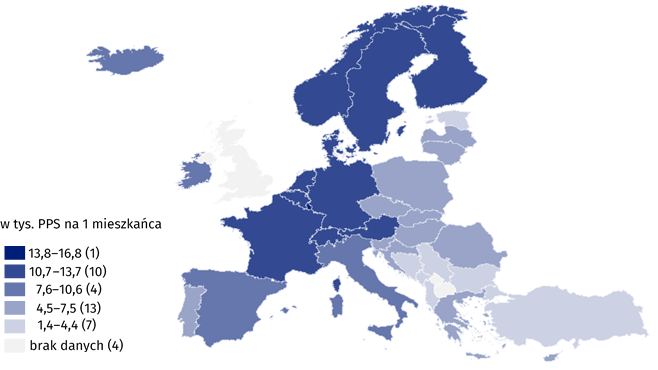 w tys. PPS na 1 mieszkańca
13,8–16,8 (1)
10,7–13,7 (10)
7,6–10,6 (4)
4,5–7,5 (13)
1,4–4,4 (7)
brak danych (4)